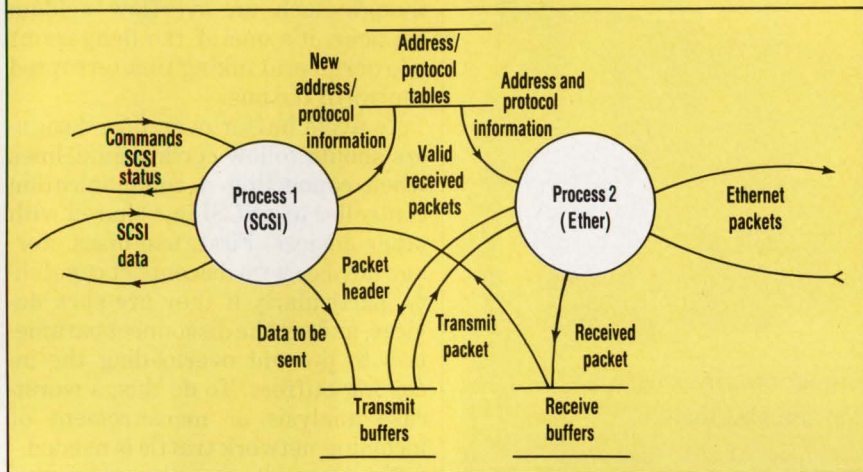 New
address/
protocol
information
Address/
protocol
tables
Address and
protocol
information
Commands
SCSI
status
SCSI
data
Process 1
(SCSI)
Valid
received
packets
Process 2
(Ether)
Ethernet
packets
Packet
header
Data to be
sent
Transmit
packet
Received
packet
Transmit
buffers
Receive
buffers